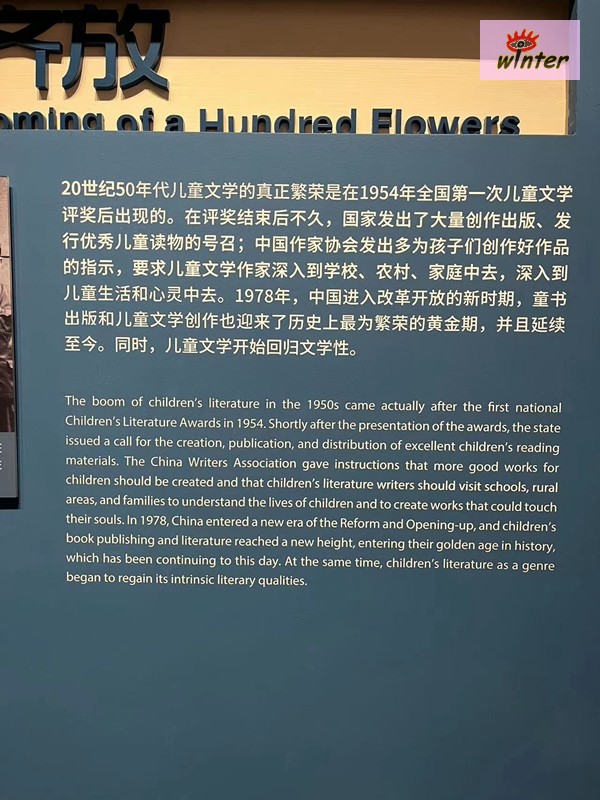 齐放
winter
oming of a Hundred Flowers
20世纪50年代儿童文学的真正繁荣是在1954年全国第一次儿童文学
评奖后出现的。在评奖结束后不久，国家发出了大量创作出版、发
行优秀儿童读物的号召；中国作家协会发出多为孩子们创作好作品
的指示，要求儿童文学作家深入到学校、农村、家庭中去，深入到
儿童生活和心灵中去。1978年，中国进入改革开放的新时期，童书
出版和儿童文学创作也迎来了历史上最为繁荣的黄金期，并且延续
至今。同时，儿童文学开始回归文学性。
The boom of children’s literature in the 1950s came actually after the first national
Children’s Literature Awards in 1954. Shortly after the presentation of the awards, the state
issued a call for the creation, publication, and distribution of excellent children’s reading
materials. The China Writers Association gave instructions that more good works for
children should be created and that children’s literature writers should visit schools, rural
areas, and families to understand the lives of children and to create works that could touch
their souls. In 1978, China entered a new era of the Reform and Opening-up, and children’s
book publishing and literature reached a new height, entering their golden age in history,
which has been continuing to this day. At the same time, children’s literature as a genre
began to regain its intrinsic literary qualities.